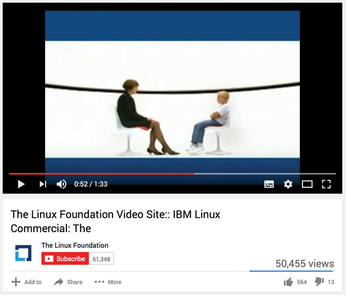 0:52 / 1:33
The Linux Foundation Video Site:: IBM Linux
Commercial: The
The Linux Foundation
Subscribe 61,348
50,455 views
Add to Share More
564 13